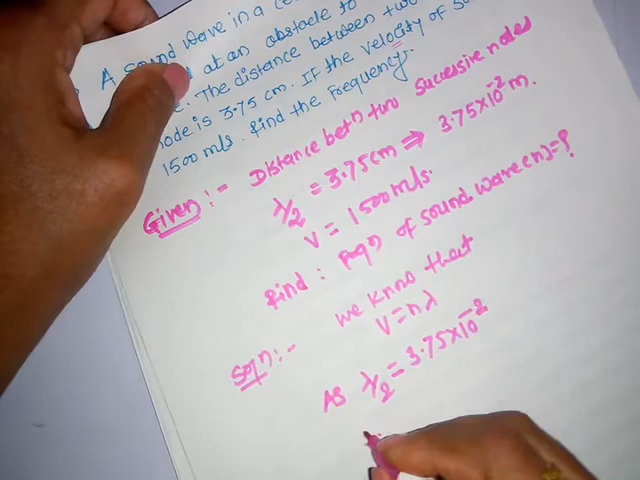 A sound wave in a
at an obstacle to
The distance between two
node is 3.75 cm. If the velocity of
1500 m/s. find the frequency.
Given :- Distance betn two successive nodes
λ/2 = 3.75 cm ⇒ 3.75×10⁻² m.
V = 1500 m/s.
find : freqn of sound wave (n) = ?
Soln :- we know that
V = nλ
As λ/2 = 3.75×10⁻²